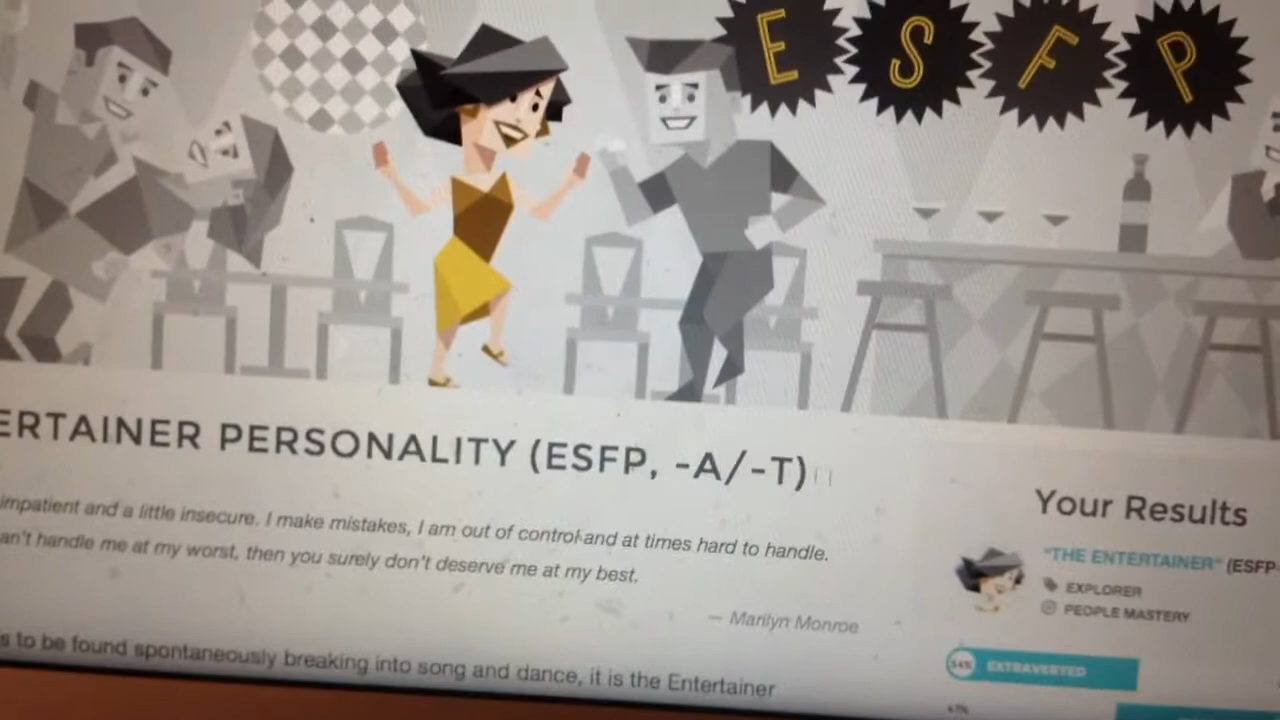 E S F P
ERTAINER PERSONALITY (ESFP, -A/-T)
impatient and a little insecure. I make mistakes, I am out of control and at times hard to handle.
an't handle me at my worst, then you surely don't deserve me at my best.
— Marilyn Monroe
s to be found spontaneously breaking into song and dance, it is the Entertainer
Your Results
"THE ENTERTAINER" (ESFP-
EXPLORER
PEOPLE MASTERY
54% EXTRAVERTED
47%